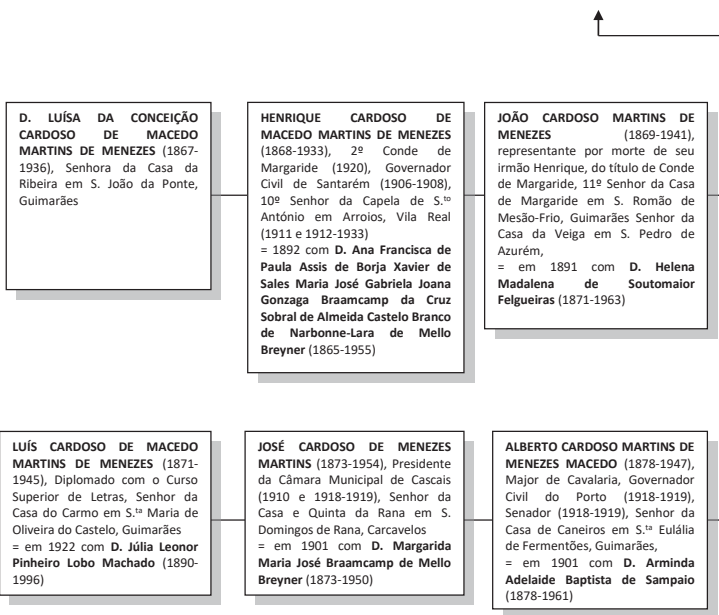 D. LUÍSA DA CONCEIÇÃO
CARDOSO DE MACEDO
MARTINS DE MENEZES (1867-
1936), Senhora da Casa da
Ribeira em S. João da Ponte,
Guimarães
HENRIQUE CARDOSO DE
MACEDO MARTINS DE MENEZES
(1868-1933), 2º Conde de
Margaride (1920), Governador
Civil de Santarém (1906-1908),
10º Senhor da Capela de S.to
António em Arroios, Vila Real
(1911 e 1912-1933)
= 1892 com D. Ana Francisca de
Paula Assis de Borja Xavier de
Sales Maria José Gabriela Joana
Gonzaga Braamcamp da Cruz
Sobral de Almeida Castelo Branco
de Narbonne-Lara de Mello
Breyner (1865-1955)
JOÃO CARDOSO MARTINS DE
MENEZES (1869-1941),
representante por morte de seu
irmão Henrique, do título de Conde
de Margaride, 11º Senhor da Casa
de Margaride em S. Romão de
Mesão-Frio, Guimarães Senhor da
Casa da Veiga em S. Pedro de
Azurém,
= em 1891 com D. Helena
Madalena de Soutomaior
Felgueiras (1871-1963)
LUÍS CARDOSO DE MACEDO
MARTINS DE MENEZES (1871-
1945), Diplomado com o Curso
Superior de Letras, Senhor da
Casa do Carmo em S.ta Maria de
Oliveira do Castelo, Guimarães
= em 1922 com D. Júlia Leonor
Pinheiro Lobo Machado (1890-
1996)
JOSÉ CARDOSO DE MENEZES
MARTINS (1873-1954), Presidente
da Câmara Municipal de Cascais
(1910 e 1918-1919), Senhor da
Casa e Quinta da Rana em S.
Domingos de Rana, Carcavelos
= em 1901 com D. Margarida
Maria José Braamcamp de Mello
Breyner (1873-1950)
ALBERTO CARDOSO MARTINS DE
MENEZES MACEDO (1878-1947),
Major de Cavalaria, Governador
Civil do Porto (1918-1919),
Senador (1918-1919), Senhor da
Casa de Caneiros em S.ta Eulália
de Fermentões, Guimarães,
= em 1901 com D. Arminda
Adelaide Baptista de Sampaio
(1878-1961)